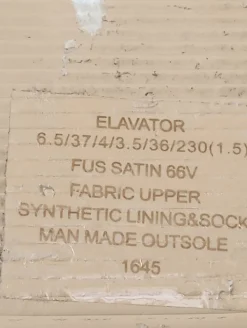 ELAVATOR
6.5/37/4/3.5/36/230(1.5)
FUS SATIN 66V
FABRIC UPPER
SYNTHETIC LINING&SOCK
MAN MADE OUTSOLE
1645